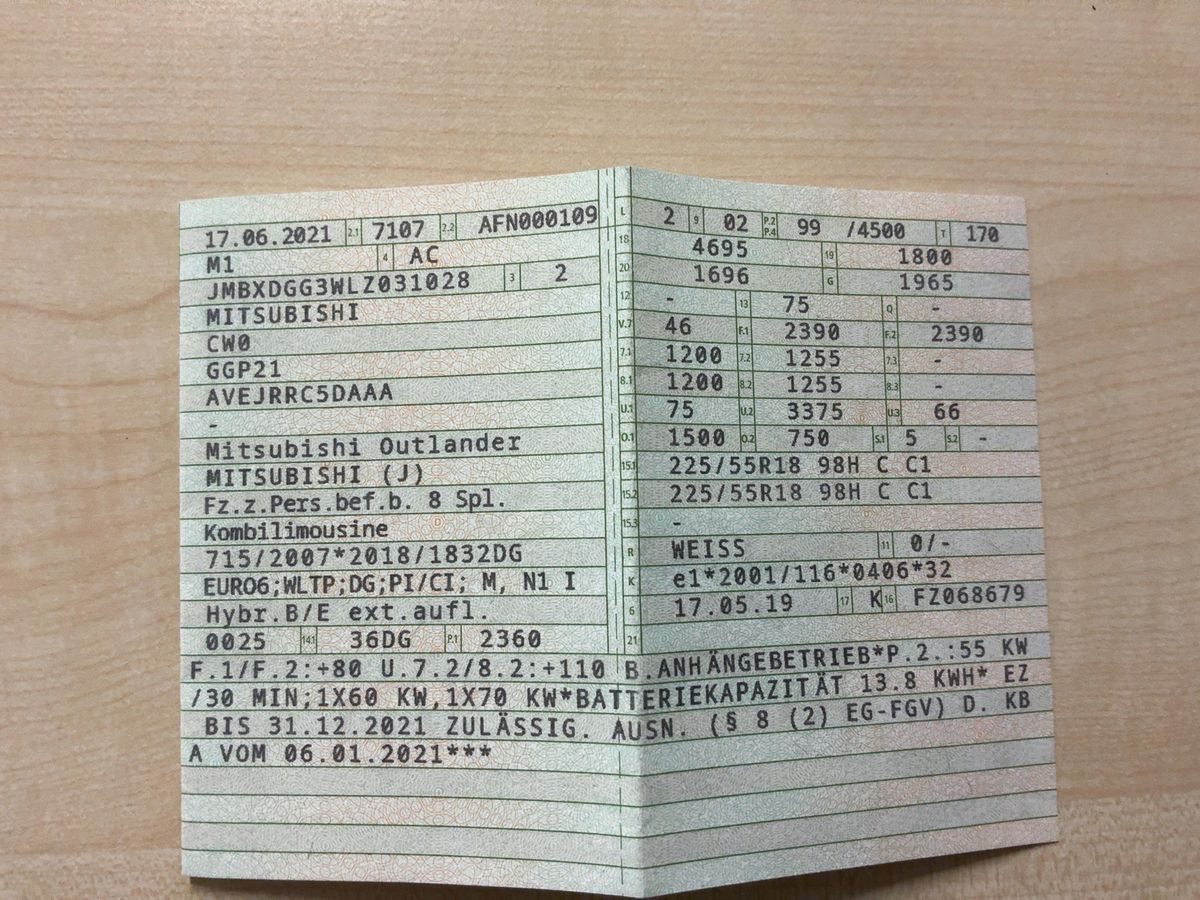 17.06.2021 2.1 7107 2.2 AFN000109 L 2 9 02 P.2 P.4 99 /4500 T 170
M1 4 AC 18 4695 19 1800
JMBXDGG3WLZ031028 3 2 20 1696 G 1965
MITSUBISHI 12 - 13 75 Q -
CW0 V.7 46 F.1 2390 F.2 2390
GGP21 7.1 1200 7.2 1255 7.3 -
AVEJRRC5DAAA 8.1 1200 8.2 1255 8.3 -
- U.1 75 U.2 3375 U.3 66
Mitsubishi Outlander O.1 1500 O.2 750 S.1 5 S.2 -
MITSUBISHI (J) 15.1 225/55R18 98H C C1
Fz.z.Pers.bef.b. 8 Spl. 15.2 225/55R18 98H C C1
Kombilimousine 15.3 -
715/2007*2018/1832DG R WEISS 11 0/-
EURO6;WLTP;DG;PI/CI; M, N1 I K e1*2001/116*0406*32
Hybr.B/E ext.aufl. 6 17.05.19 17 K 16 FZ068679
0025 14.1 36DG P.1 2360 21
F.1/F.2:+80 U.7.2/8.2:+110 B.ANHÄNGEBETRIEB*P.2.:55 KW
/30 MIN;1X60 KW,1X70 KW*BATTERIEKAPAZITÄT 13.8 KWH* EZ
BIS 31.12.2021 ZULÄSSIG. AUSN. (§ 8 (2) EG-FGV) D. KB
A VOM 06.01.2021***